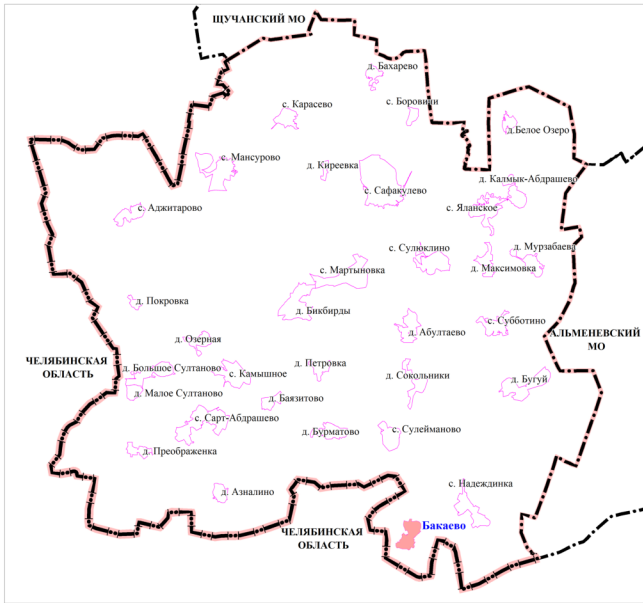 ЩУЧАНСКИЙ МО
д. Бахарево
с. Карасево
с. Боровичи
д.Белое Озеро
с. Мансурово
д. Киреевка
д. Калмык-Абдрашево
с. Сафакулево
с. Аджитарово
с. Яланское
с. Сулюклино
д. Мурзабаева
с. Мартыновка
д. Максимовка
д. Покровка
д. Бикбирды
с. Субботино
д. Абултаево
АЛЬМЕНЕВСКИЙ
МО
д. Озерная
ЧЕЛЯБИНСКАЯ
ОБЛАСТЬ
д. Большое Султаново
с. Камышное
д. Петровка
д. Сокольники
д. Бугуй
д. Малое Султаново
д. Баязитово
с. Сарт-Абдрашево
д. Бурматово
с. Сулейманово
д. Преображенка
с. Надеждинка
д. Азналино
ЧЕЛЯБИНСКАЯ
ОБЛАСТЬ
Бакаево